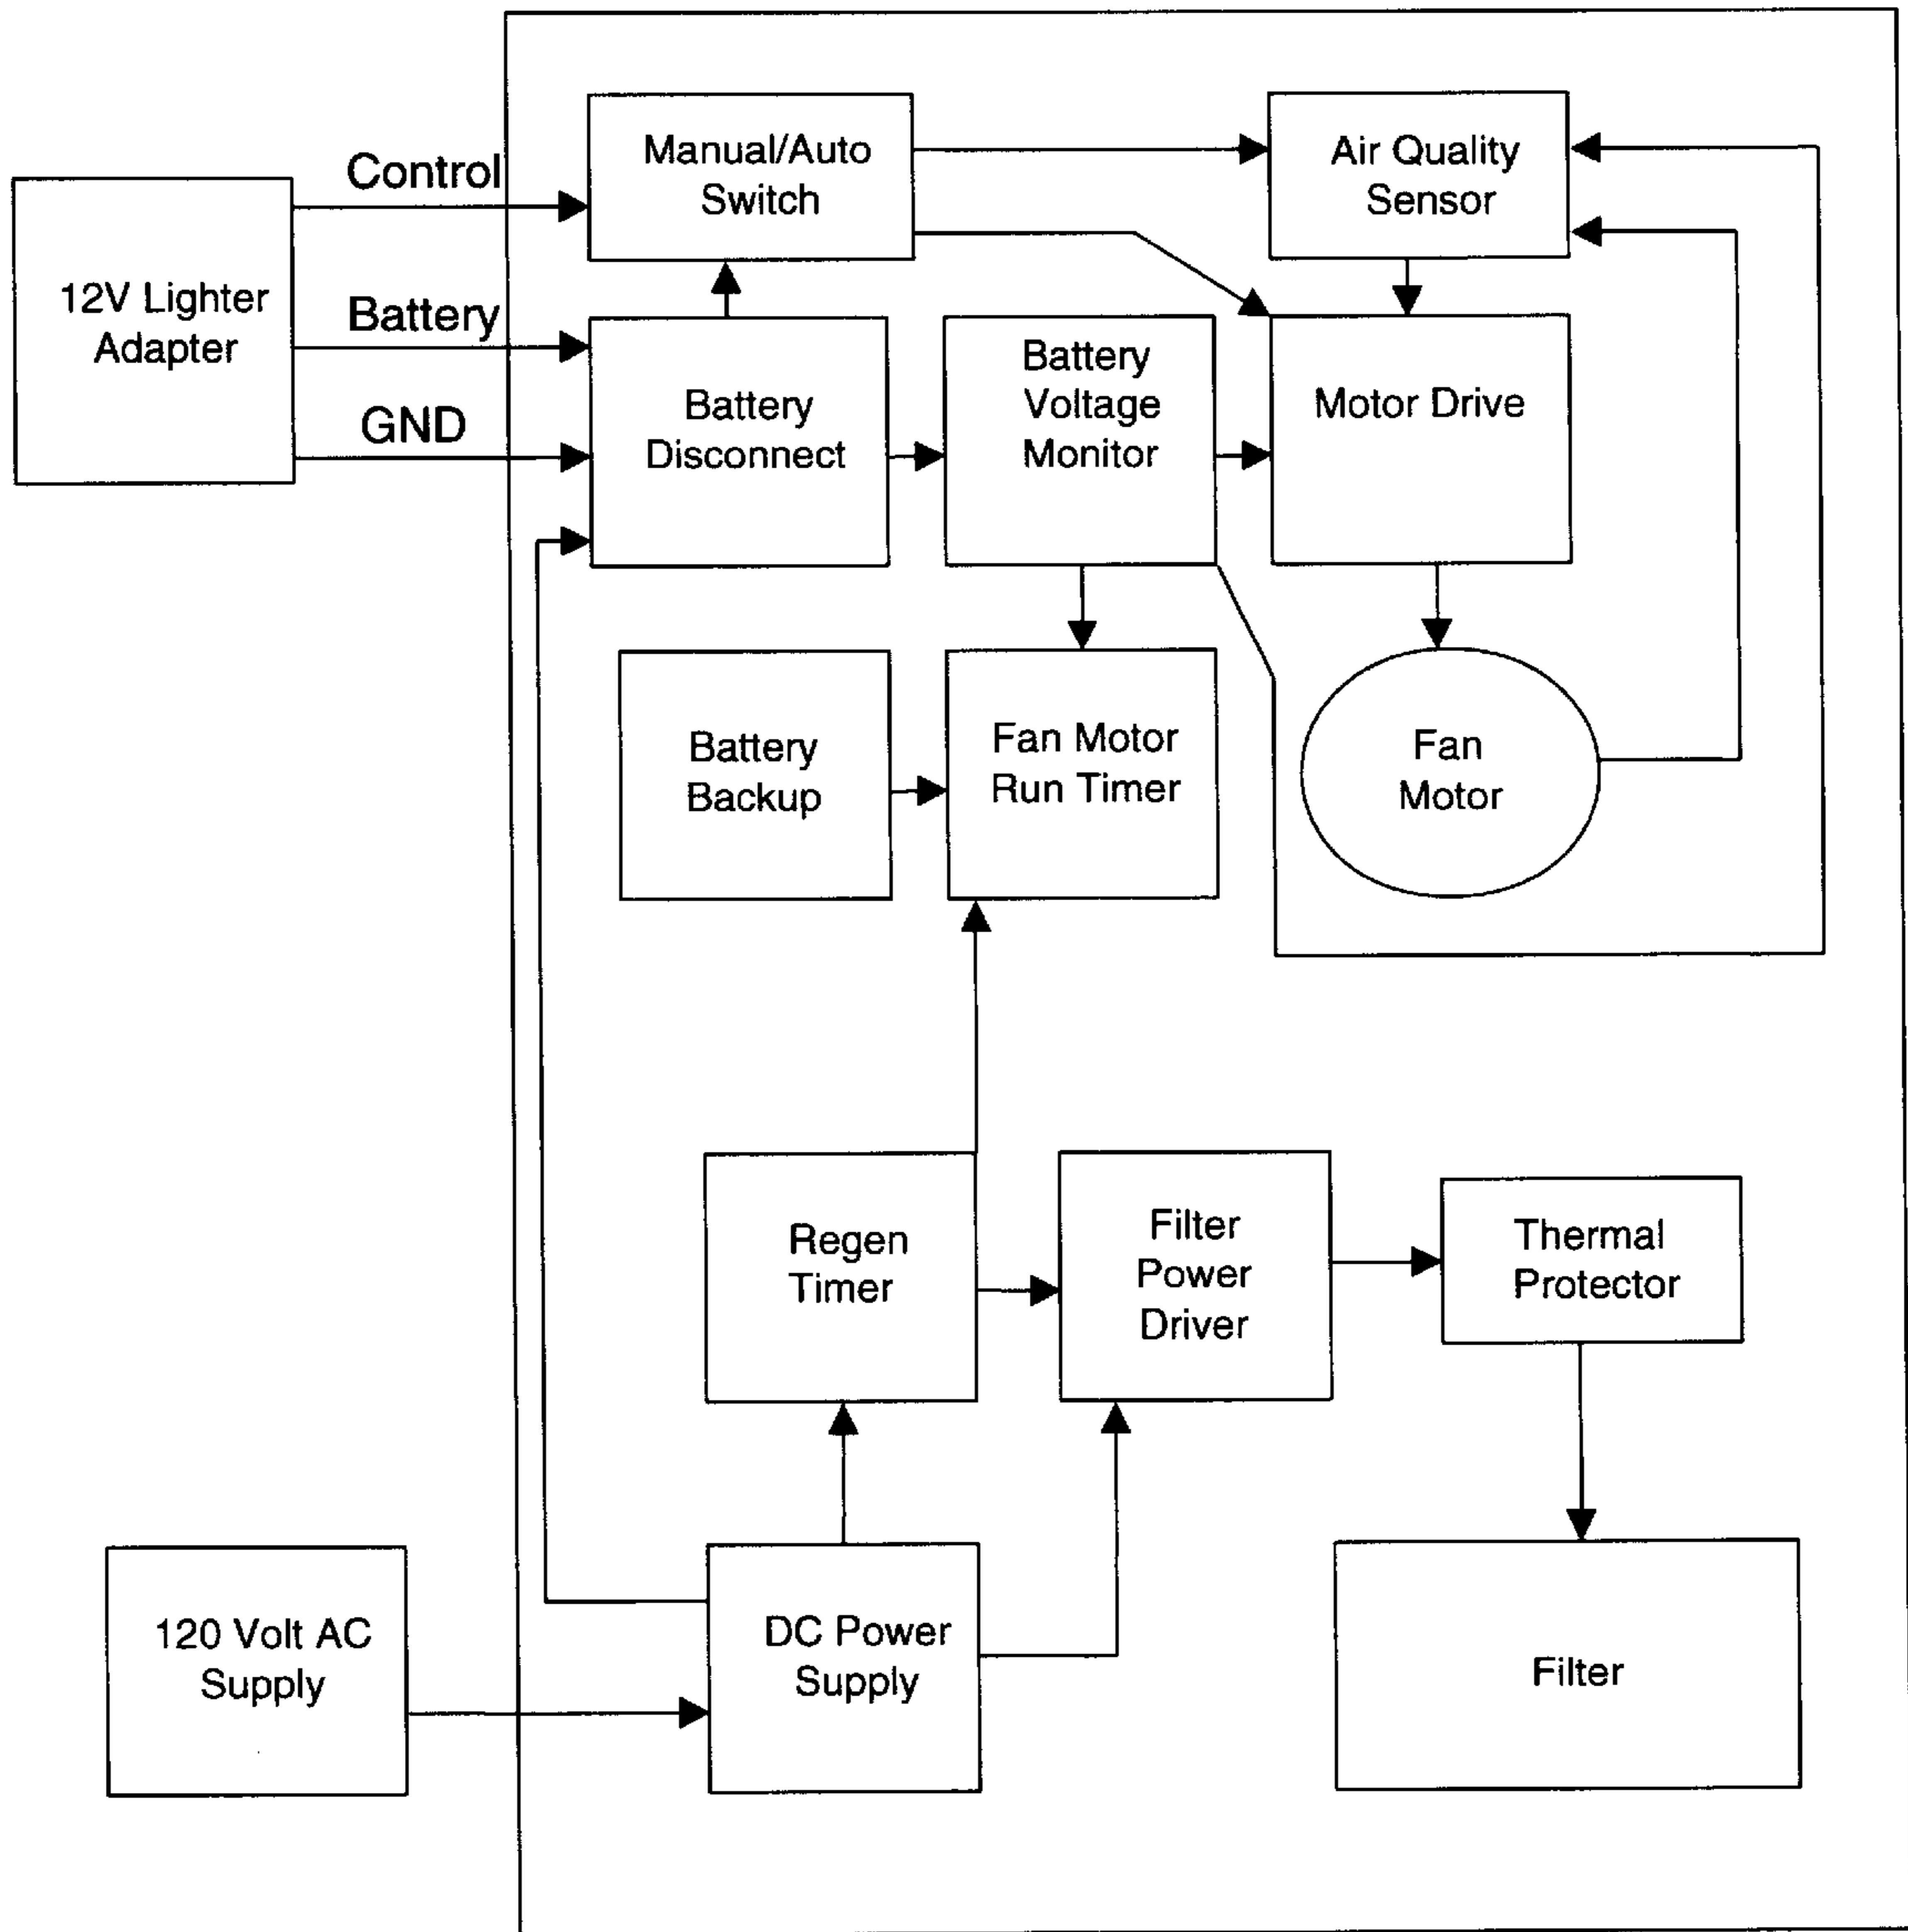 Control
Battery
GND
12V Lighter
Adapter
Manual/Auto
Switch
Air Quality
Sensor
Battery
Disconnect
Battery
Voltage
Monitor
Motor Drive
Battery
Backup
Fan Motor
Run Timer
Fan
Motor
Regen
Timer
Filter
Power
Driver
Thermal
Protector
120 Volt AC
Supply
DC Power
Supply
Filter